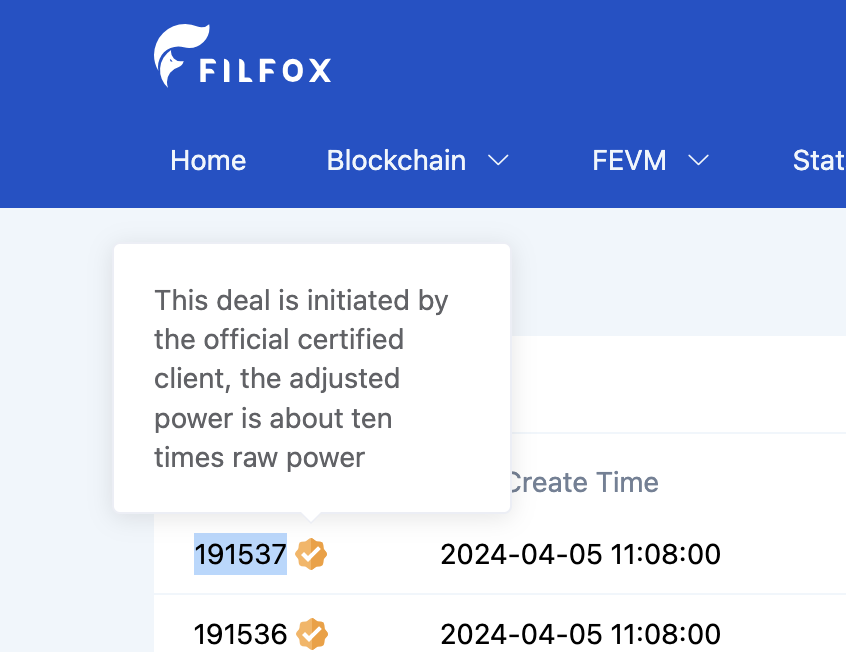 FILFOX
Home Blockchain FEVM Stat
This deal is initiated by
the official certified
client, the adjusted
power is about ten
times raw power
Create Time
191537 2024-04-05 11:08:00
191536 2024-04-05 11:08:00